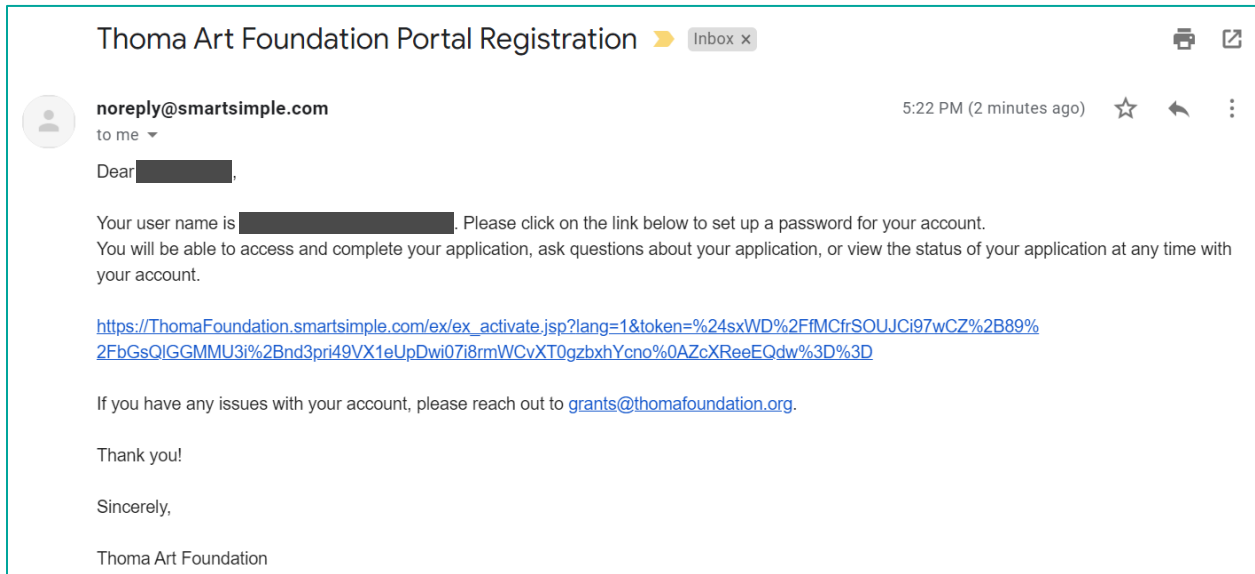 Thoma Art Foundation Portal Registration
Inbox x
noreply@smartsimple.com
5:22 PM (2 minutes ago)
to me
Dear ,
Your user name is . Please click on the link below to set up a password for your account.
You will be able to access and complete your application, ask questions about your application, or view the status of your application at any time with
your account.
https://ThomaFoundation.smartsimple.com/ex/ex_activate.jsp?lang=1&token=%24sxWD%2FfMCfrSOUJCi97wCZ%2B89%
2FbGsQlGGMMU3i%2Bnd3pri49VX1eUpDwi07i8rmWCvXT0gzbxhYcno%0AZcXReeEQdw%3D%3D
If you have any issues with your account, please reach out to grants@thomafoundation.org.
Thank you!
Sincerely,
Thoma Art Foundation